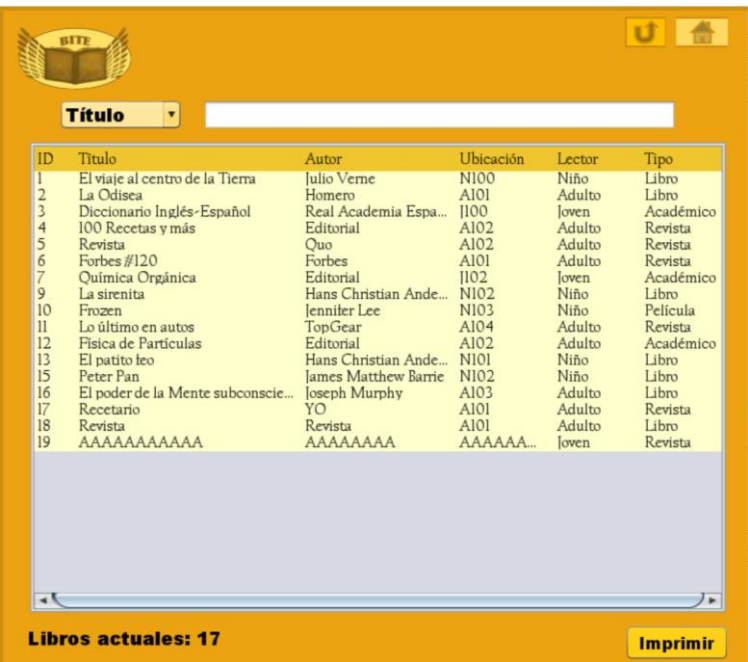 BITE
Título
ID Titulo Autor Ubicación Lector Tipo
1 El viaje al centro de la Tierra Julio Verne N100 Niño Libro
2 La Odisea Homero A101 Adulto Libro
3 Diccionario Inglés-Español Real Academia Espa... J100 Joven Académico
4 100 Recetas y más Editorial A102 Adulto Revista
5 Revista Quo A102 Adulto Revista
6 Forbes #120 Forbes A101 Adulto Revista
7 Química Orgánica Editorial J102 Joven Académico
9 La sirenita Hans Christian Ande... N102 Niño Libro
10 Frozen Jennifer Lee N103 Niño Película
11 Lo último en autos TopGear A104 Adulto Revista
12 Fisica de Particulas Editorial A102 Adulto Académico
13 El patito feo Hans Christian Ande... N101 Niño Libro
15 Peter Pan James Matthew Barrie N102 Niño Libro
16 El poder de la Mente subconscie... Joseph Murphy A103 Adulto Libro
17 Recetario YO A101 Adulto Revista
18 Revista Revista A101 Adulto Libro
19 AAAAAAAAAAA AAAAAAAA AAAAAA... Joven Revista
Libros actuales: 17
Imprimir